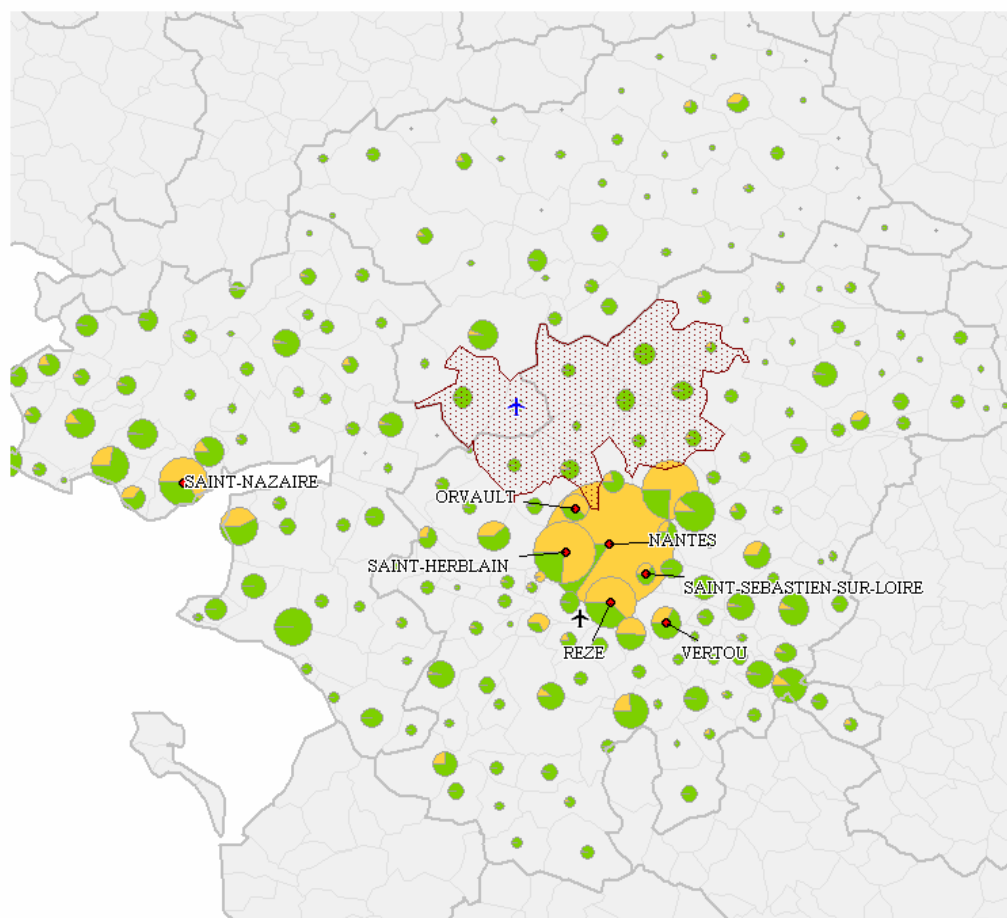 SAINT-NAZAIRE
ORVAULT
NANTES
SAINT-HERBLAIN
SAINT-SEBASTIEN-SUR-LOIRE
REZE
VERTOU